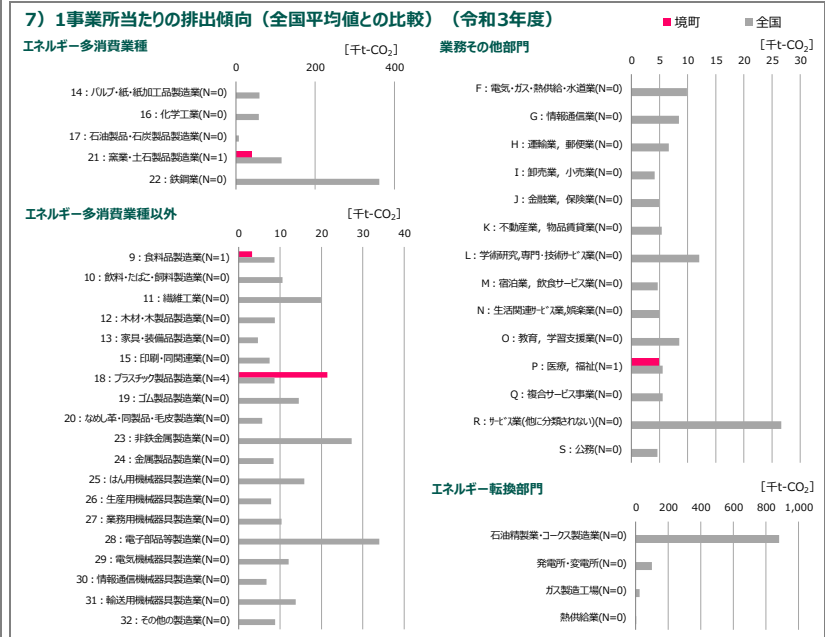 7）1事業所当たりの排出傾向（全国平均値との比較）（令和3年度）
境町
全国
エネルギー多消費業種
[千t-CO₂]
0 200 400
14：パルプ・紙・紙加工品製造業(N=0)
16：化学工業(N=0)
17：石油製品・石炭製品製造業(N=0)
21：窯業・土石製品製造業(N=1)
22：鉄鋼業(N=0)
エネルギー多消費業種以外
[千t-CO₂]
0 10 20 30 40
9：食料品製造業(N=1)
10：飲料・たばこ・飼料製造業(N=0)
11：繊維工業(N=0)
12：木材・木製品製造業(N=0)
13：家具・装備品製造業(N=0)
15：印刷・同関連業(N=0)
18：プラスチック製品製造業(N=4)
19：ゴム製品製造業(N=0)
20：なめし革・同製品・毛皮製造業(N=0)
23：非鉄金属製造業(N=0)
24：金属製品製造業(N=0)
25：はん用機械器具製造業(N=0)
26：生産用機械器具製造業(N=0)
27：業務用機械器具製造業(N=0)
28：電子部品等製造業(N=0)
29：電気機械器具製造業(N=0)
30：情報通信機械器具製造業(N=0)
31：輸送用機械器具製造業(N=0)
32：その他の製造業(N=0)
業務その他部門
[千t-CO₂]
0 5 10 15 20 25 30
F：電気・ガス・熱供給・水道業(N=0)
G：情報通信業(N=0)
H：運輸業，郵便業(N=0)
I：卸売業，小売業(N=0)
J：金融業，保険業(N=0)
K：不動産業，物品賃貸業(N=0)
L：学術研究,専門・技術ｻｰﾋﾞｽ業(N=0)
M：宿泊業，飲食サービス業(N=0)
N：生活関連ｻｰﾋﾞｽ業,娯楽業(N=0)
O：教育，学習支援業(N=0)
P：医療，福祉(N=1)
Q：複合サービス事業(N=0)
R：ｻｰﾋﾞｽ業(他に分類されない)(N=0)
S：公務(N=0)
エネルギー転換部門
[千t-CO₂]
0 200 400 600 800 1,000
石油精製業・コークス製造業(N=0)
発電所・変電所(N=0)
ガス製造工場(N=0)
熱供給業(N=0)